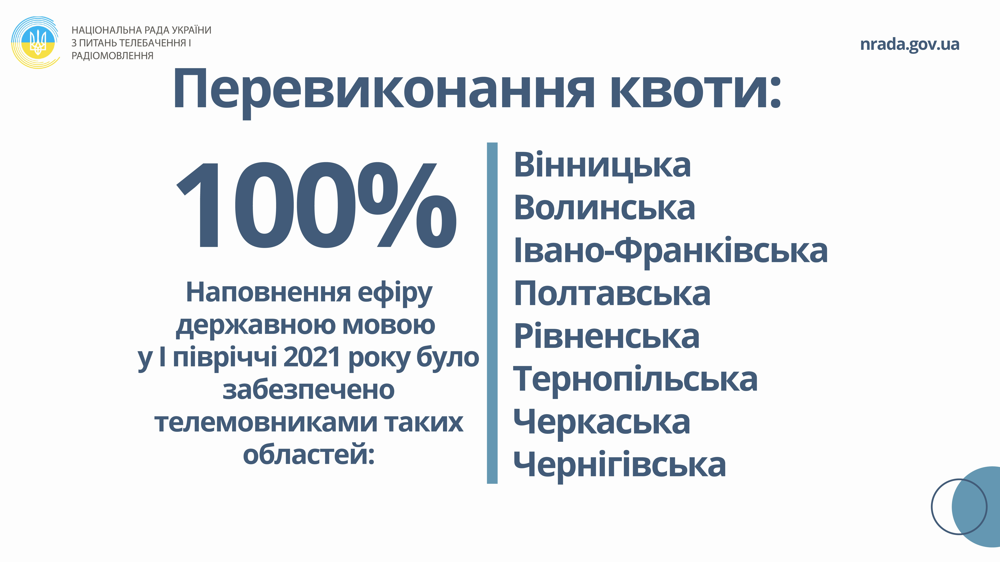 НАЦІОНАЛЬНА РАДА УКРАЇНИ
З ПИТАНЬ ТЕЛЕБАЧЕННЯ І
РАДІОМОВЛЕННЯ
nrada.gov.ua
Перевиконання квоти:
100%
Наповнення ефіру
державною мовою
у І півріччі 2021 року було
забезпечено
телемовниками таких
областей:
Вінницька
Волинська
Івано-Франківська
Полтавська
Рівненська
Тернопільська
Черкаська
Чернігівська